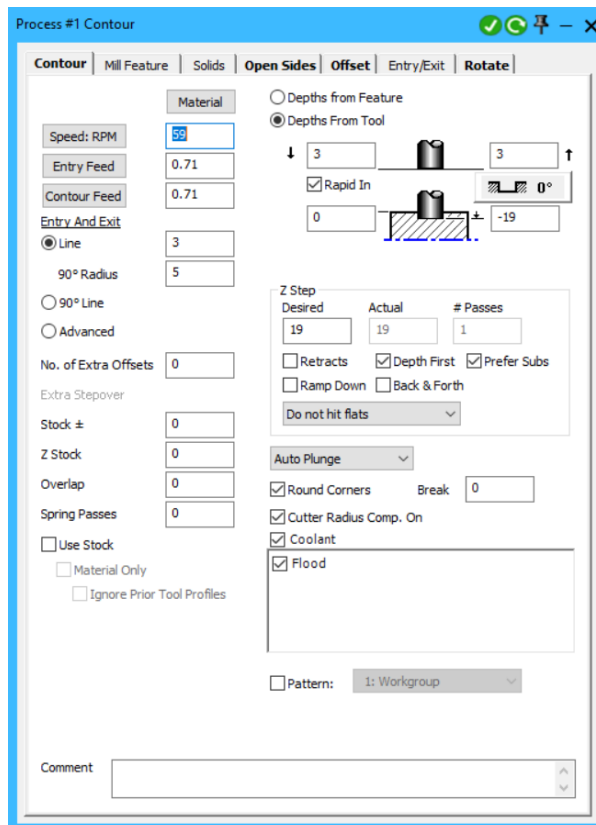 Process #1 Contour
Contour Mill Feature Solids Open Sides Offset Entry/Exit Rotate
Material
Speed: RPM 59
Entry Feed 0.71
Contour Feed 0.71
Entry And Exit
Line 3
90° Radius 5
90° Line
Advanced
No. of Extra Offsets 0
Extra Stepover
Stock ± 0
Z Stock 0
Overlap 0
Spring Passes 0
Use Stock
Material Only
Ignore Prior Tool Profiles
Depths from Feature
Depths From Tool
3 3
Rapid In
0°
0 -19
Z Step
Desired Actual # Passes
19 19 1
Retracts Depth First Prefer Subs
Ramp Down Back & Forth
Do not hit flats
Auto Plunge
Round Corners Break 0
Cutter Radius Comp. On
Coolant
Flood
Pattern: 1: Workgroup
Comment